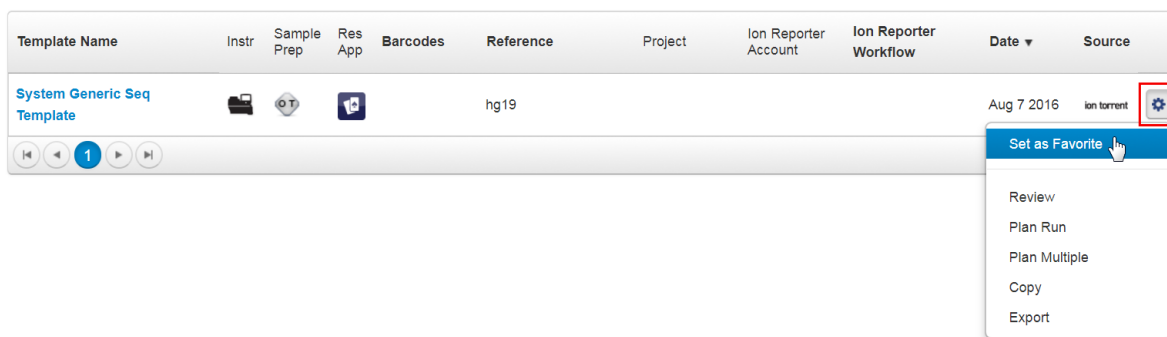 Template Name Instr Sample Prep Res App Barcodes Reference Project Ion Reporter Account Ion Reporter Workflow Date ▼ Source
System Generic Seq Template OT hg19 Aug 7 2016 ion torrent
1
Set as Favorite
Review
Plan Run
Plan Multiple
Copy
Export